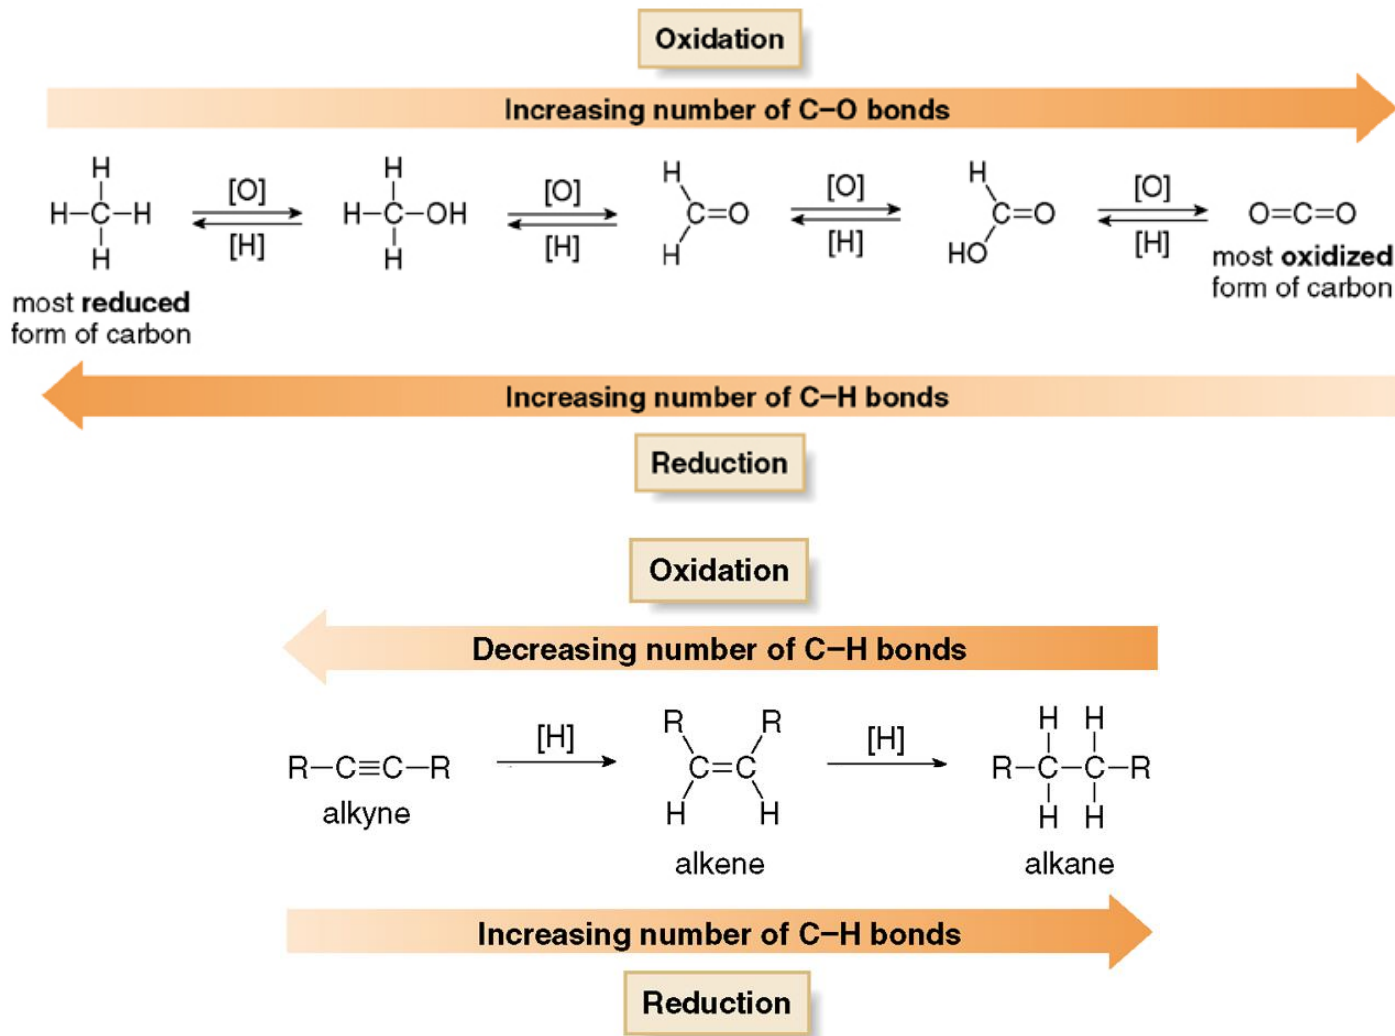 Oxidation
Increasing number of C–O bonds
H
H–C–H
H
[O]
[H]
H
H–C–OH
H
[O]
[H]
H
C=O
H
[O]
[H]
H
C=O
HO
[O]
[H]
O=C=O
most reduced
form of carbon
most oxidized
form of carbon
Increasing number of C–H bonds
Reduction
Oxidation
Decreasing number of C–H bonds
R–C≡C–R
alkyne
[H]
R R
C=C
H H
alkene
[H]
H H
R–C–C–R
H H
alkane
Increasing number of C–H bonds
Reduction